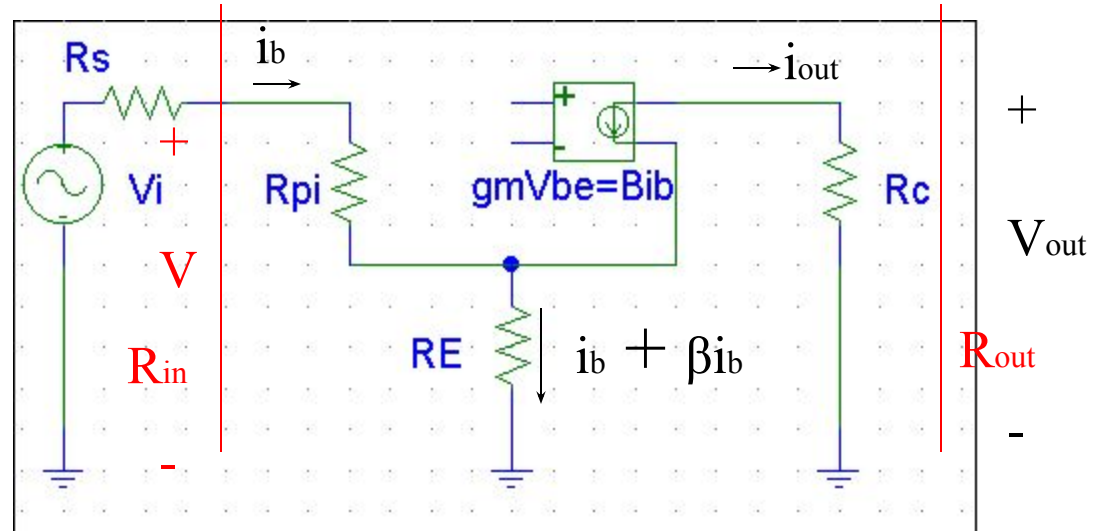 Rs
ib
iout
+
-
+
+
Vi
Rpi
gmVbe=Bib
Rc
V
Vout
RE
ib + βib
Rin
Rout
-
-